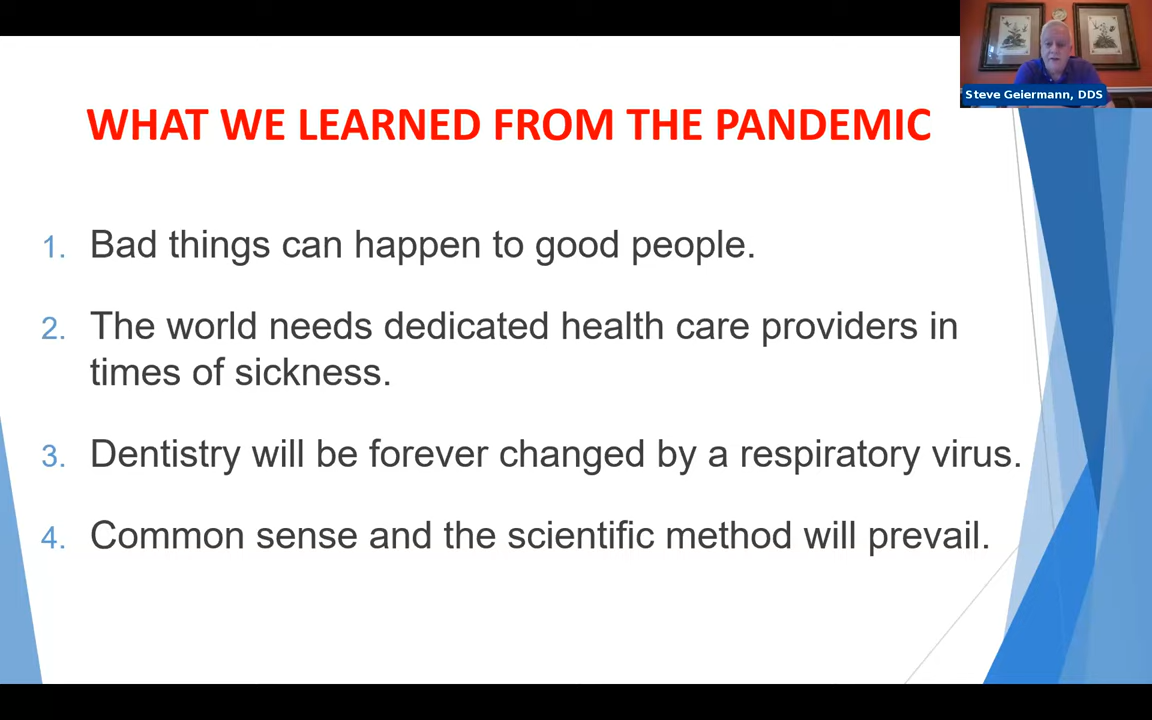 Steve Geiermann, DDS
WHAT WE LEARNED FROM THE PANDEMIC
1. Bad things can happen to good people.
2. The world needs dedicated health care providers in
times of sickness.
3. Dentistry will be forever changed by a respiratory virus.
4. Common sense and the scientific method will prevail.